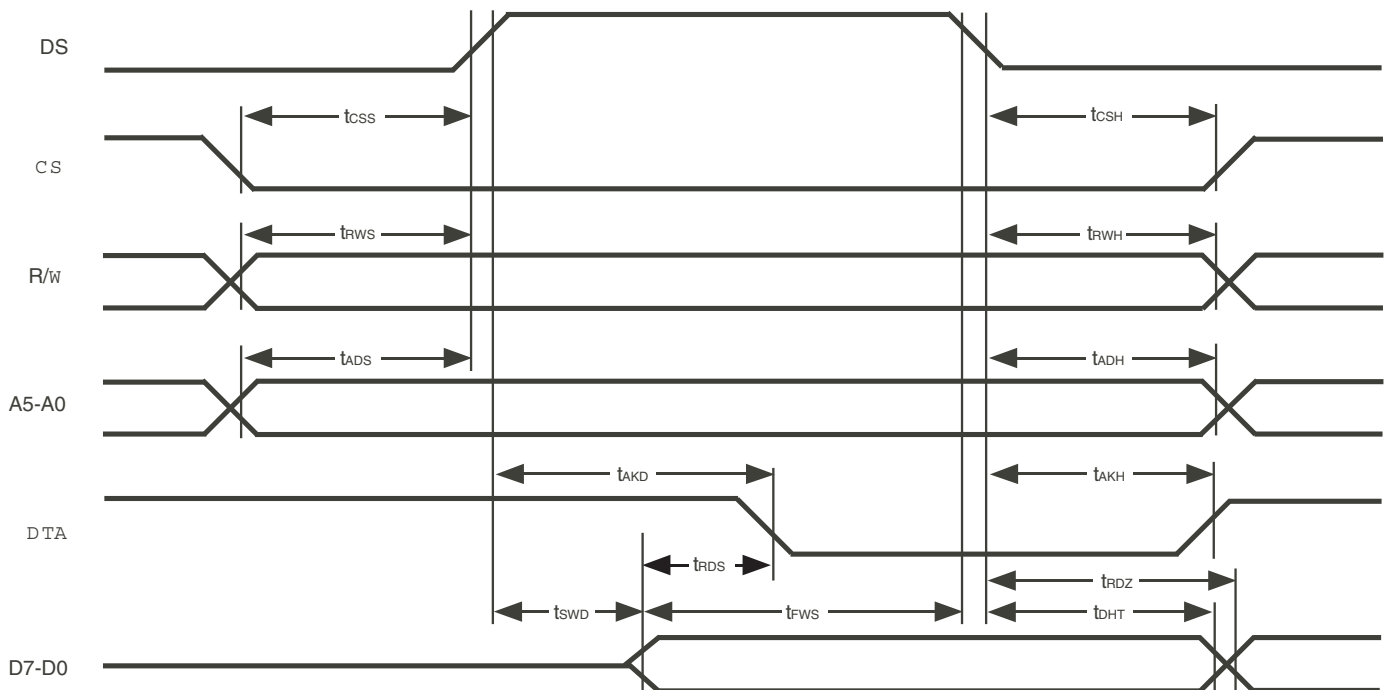 DS
tCSS
tCSH
CS
tRWS
tRWH
R/W
tADS
tADH
A5-A0
tAKD
tAKH
DTA
tRDS
tRDZ
tSWD
tFWS
tDHT
D7-D0